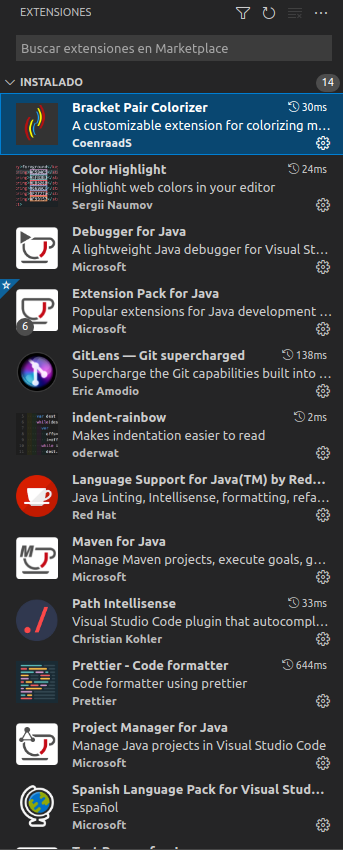 EXTENSIONES
Buscar extensiones en Marketplace
INSTALADO 14
Bracket Pair Colorizer 30ms
A customizable extension for colorizing m...
CoenraadS
Color Highlight 24ms
Highlight web colors in your editor
Sergii Naumov
Debugger for Java
A lightweight Java debugger for Visual St...
Microsoft
Extension Pack for Java
Popular extensions for Java development ...
6 Microsoft
GitLens — Git supercharged 138ms
Supercharge the Git capabilities built into ...
Eric Amodio
indent-rainbow 2ms
Makes indentation easier to read
oderwat
Language Support for Java(TM) by Red...
Java Linting, Intellisense, formatting, refa...
Red Hat
Maven for Java
Manage Maven projects, execute goals, g...
Microsoft
Path Intellisense 33ms
Visual Studio Code plugin that autocompl...
Christian Kohler
Prettier - Code formatter 644ms
Code formatter using prettier
Prettier
Project Manager for Java
Manage Java projects in Visual Studio Code
Microsoft
Spanish Language Pack for Visual Stud...
Español
Microsoft